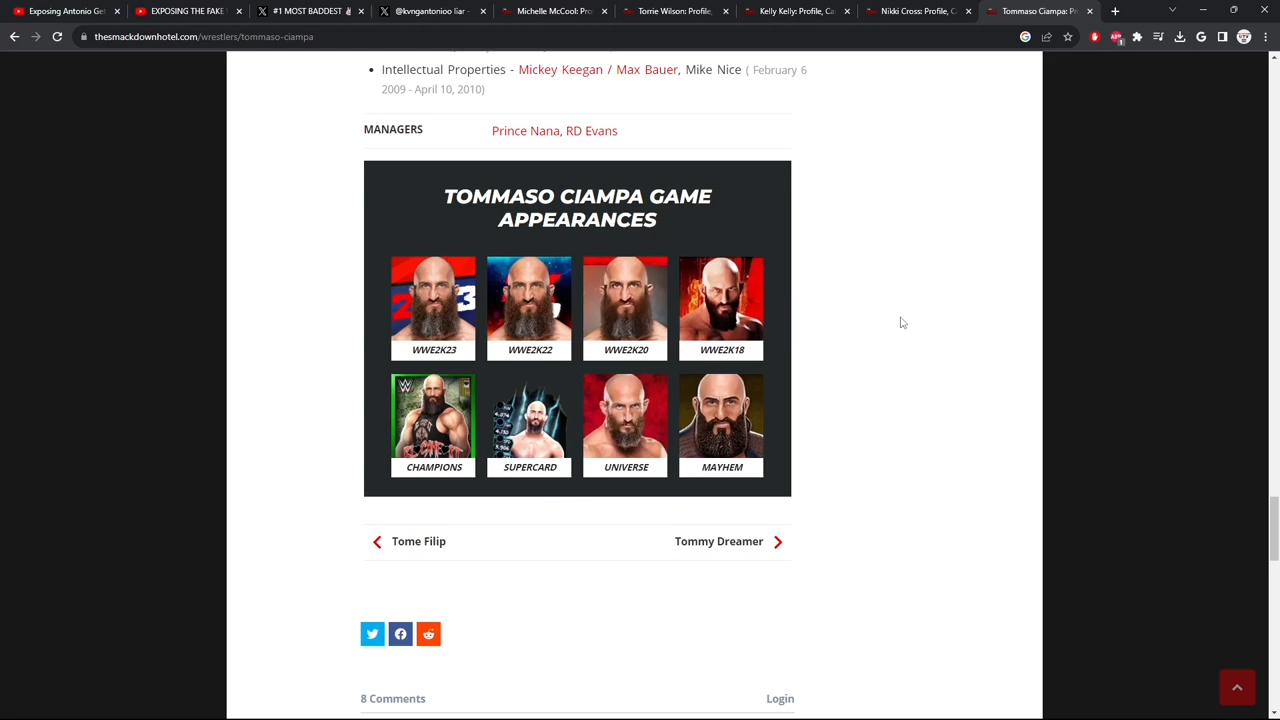 Exposing Antonio Ge
EXPOSING THE FAKE
#1 MOST BADDEST
@kvngantonioo liar
Michelle McCool: Pro
Torrie Wilson: Profile,
Kelly Kelly: Profile, Ca
Nikki Cross: Profile, C
Tommaso Ciampa: Pr
thesmackdownhotel.com/wrestlers/tommaso-ciampa
Intellectual Properties - Mickey Keegan / Max Bauer, Mike Nice ( February 6
2009 - April 10, 2010)
MANAGERS Prince Nana, RD Evans
TOMMASO CIAMPA GAME
APPEARANCES
WWE2K23 WWE2K22 WWE2K20 WWE2K18
CHAMPIONS SUPERCARD UNIVERSE MAYHEM
Tome Filip Tommy Dreamer
8 Comments Login